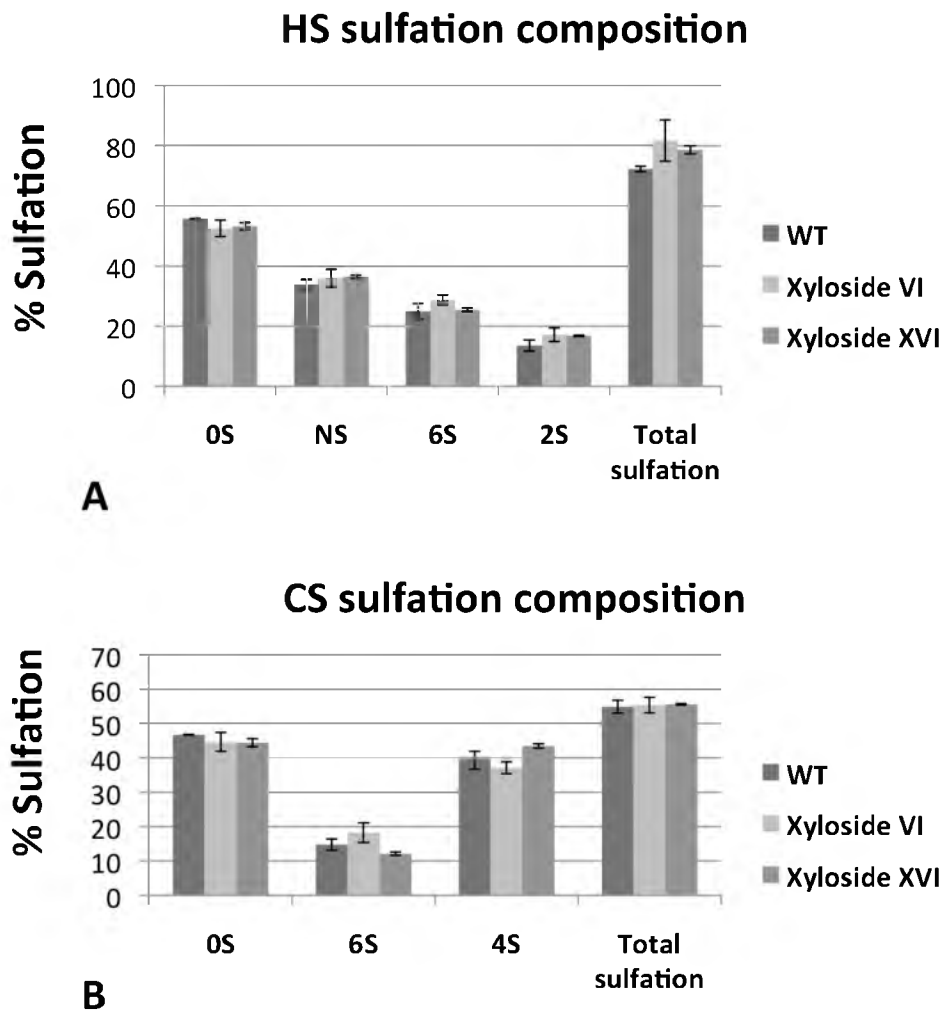 HS sulfation composition
% Sulfation
100
80
60
40
20
0
0S NS 6S 2S Total sulfation
WT
Xyloside VI
Xyloside XVI
A
CS sulfation composition
% Sulfation
70
60
50
40
30
20
10
0
0S 6S 4S Total sulfation
WT
Xyloside VI
Xyloside XVI
B